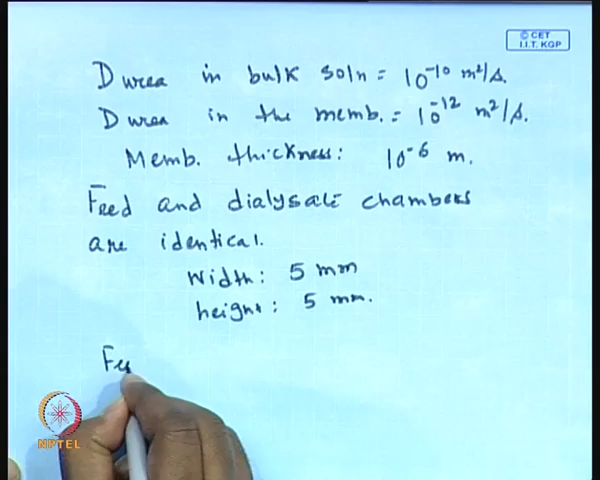 © CET
I.I.T. KGP
D urea in bulk soln = 10⁻¹⁰ m²/s.
D urea in the memb. = 10⁻¹² m²/s.
Memb. thickness: 10⁻⁶ m.
Feed and dialysate chambers
are identical.
Width: 5 mm
height: 5 mm.
Fe
NPTEL